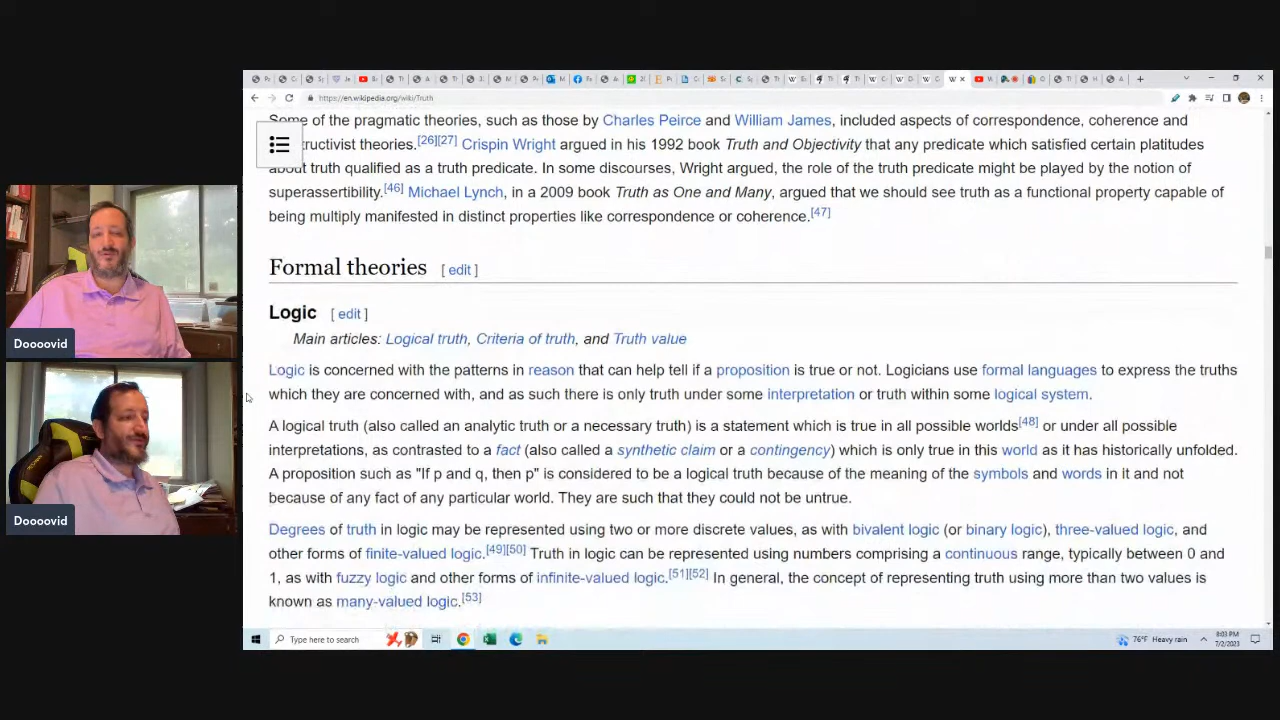 https://en.wikipedia.org/wiki/Truth
Some of the pragmatic theories, such as those by Charles Peirce and William James, included aspects of correspondence, coherence and
structivist theories.[26][27] Crispin Wright argued in his 1992 book Truth and Objectivity that any predicate which satisfied certain platitudes
about truth qualified as a truth predicate. In some discourses, Wright argued, the role of the truth predicate might be played by the notion of
superassertibility.[46] Michael Lynch, in a 2009 book Truth as One and Many, argued that we should see truth as a functional property capable of
being multiply manifested in distinct properties like correspondence or coherence.[47]
Formal theories [ edit ]
Logic [ edit ]
Main articles: Logical truth, Criteria of truth, and Truth value
Logic is concerned with the patterns in reason that can help tell if a proposition is true or not. Logicians use formal languages to express the truths
which they are concerned with, and as such there is only truth under some interpretation or truth within some logical system.
A logical truth (also called an analytic truth or a necessary truth) is a statement which is true in all possible worlds[48] or under all possible
interpretations, as contrasted to a fact (also called a synthetic claim or a contingency) which is only true in this world as it has historically unfolded.
A proposition such as "If p and q, then p" is considered to be a logical truth because of the meaning of the symbols and words in it and not
because of any fact of any particular world. They are such that they could not be untrue.
Degrees of truth in logic may be represented using two or more discrete values, as with bivalent logic (or binary logic), three-valued logic, and
other forms of finite-valued logic.[49][50] Truth in logic can be represented using numbers comprising a continuous range, typically between 0 and
1, as with fuzzy logic and other forms of infinite-valued logic.[51][52] In general, the concept of representing truth using more than two values is
known as many-valued logic.[53]
Doooovid
Doooovid
Type here to search
76°F Heavy rain
8:03 PM
7/2/2023